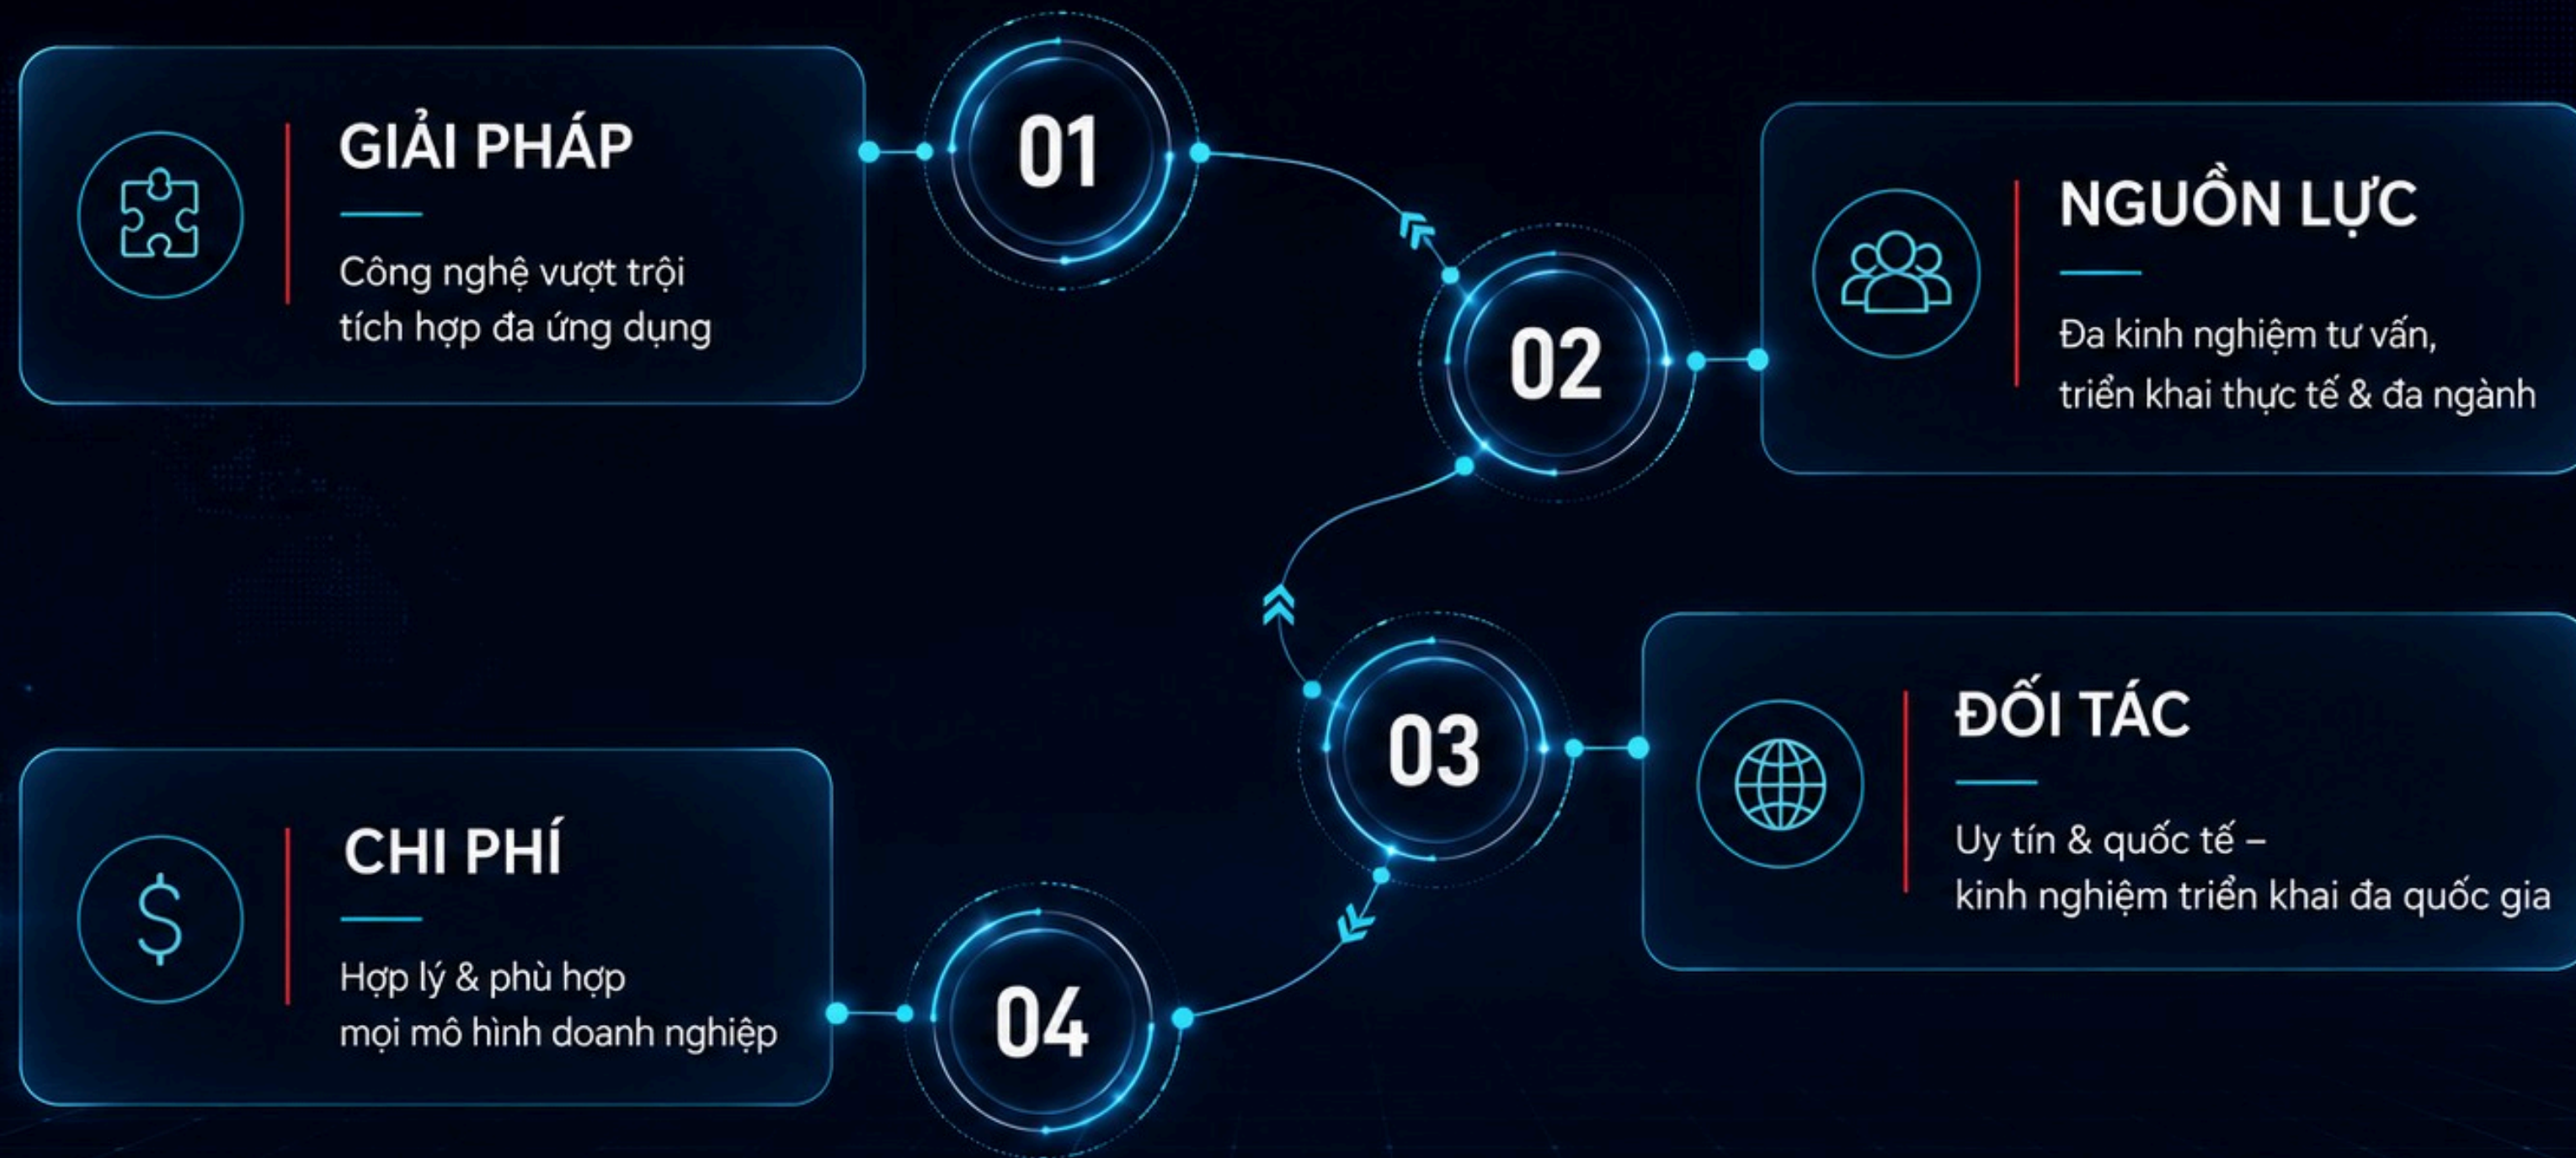 01
GIẢI PHÁP
Công nghệ vượt trội
tích hợp đa ứng dụng
02
NGUỒN LỰC
Đa kinh nghiệm tư vấn,
triển khai thực tế & đa ngành
03
ĐỐI TÁC
Uy tín & quốc tế –
kinh nghiệm triển khai đa quốc gia
04
CHI PHÍ
$
Hợp lý & phù hợp
mọi mô hình doanh nghiệp